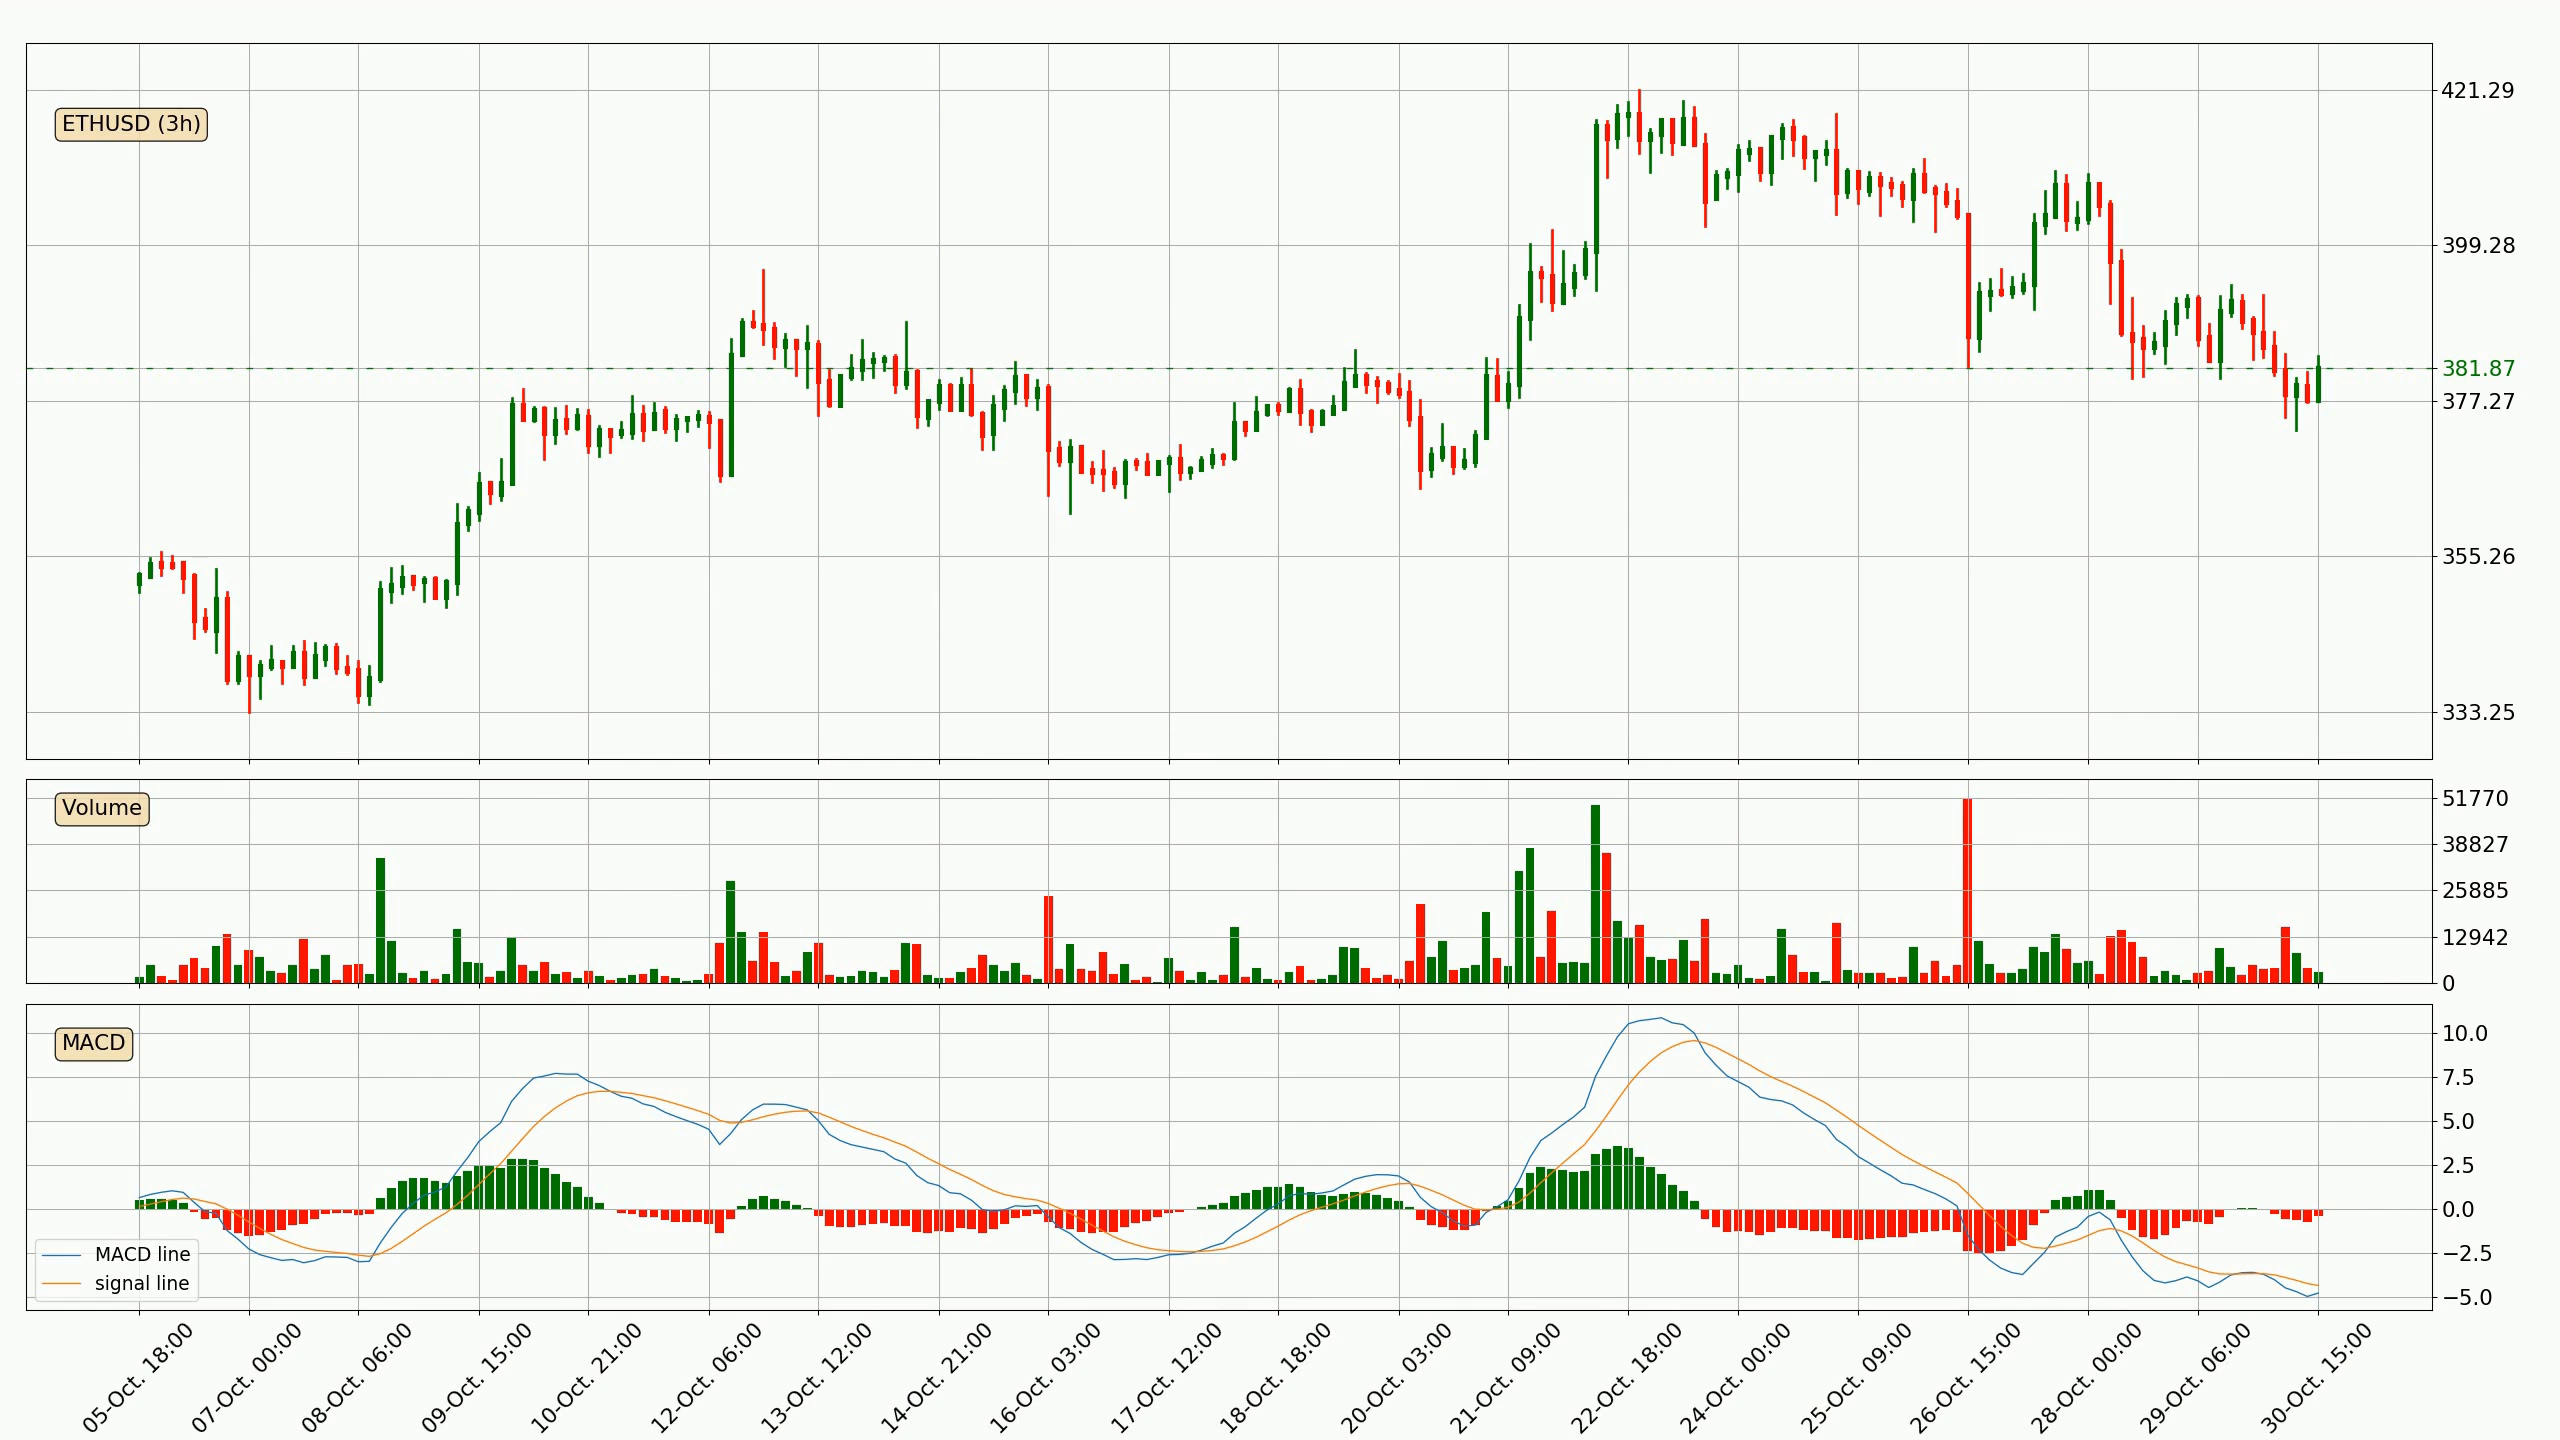 ETHUSD (3h)
421.29
399.28
381.87
377.27
355.26
333.25
Volume
51770
38827
25885
12942
0
MACD
10.0
7.5
5.0
2.5
0.0
−2.5
−5.0
MACD line
signal line
05-Oct. 18:00
07-Oct. 00:00
08-Oct. 06:00
09-Oct. 15:00
10-Oct. 21:00
12-Oct. 06:00
13-Oct. 12:00
14-Oct. 21:00
16-Oct. 03:00
17-Oct. 12:00
18-Oct. 18:00
20-Oct. 03:00
21-Oct. 09:00
22-Oct. 18:00
24-Oct. 00:00
25-Oct. 09:00
26-Oct. 15:00
28-Oct. 00:00
29-Oct. 06:00
30-Oct. 15:00